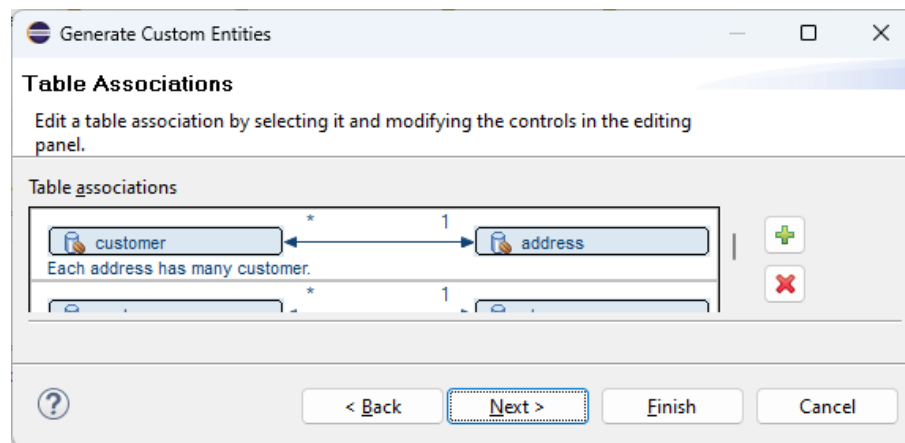 Generate Custom Entities
Table Associations
Edit a table association by selecting it and modifying the controls in the editing
panel.
Table associations
* 1
customer address
Each address has many customer.
* 1
< Back Next > Finish Cancel